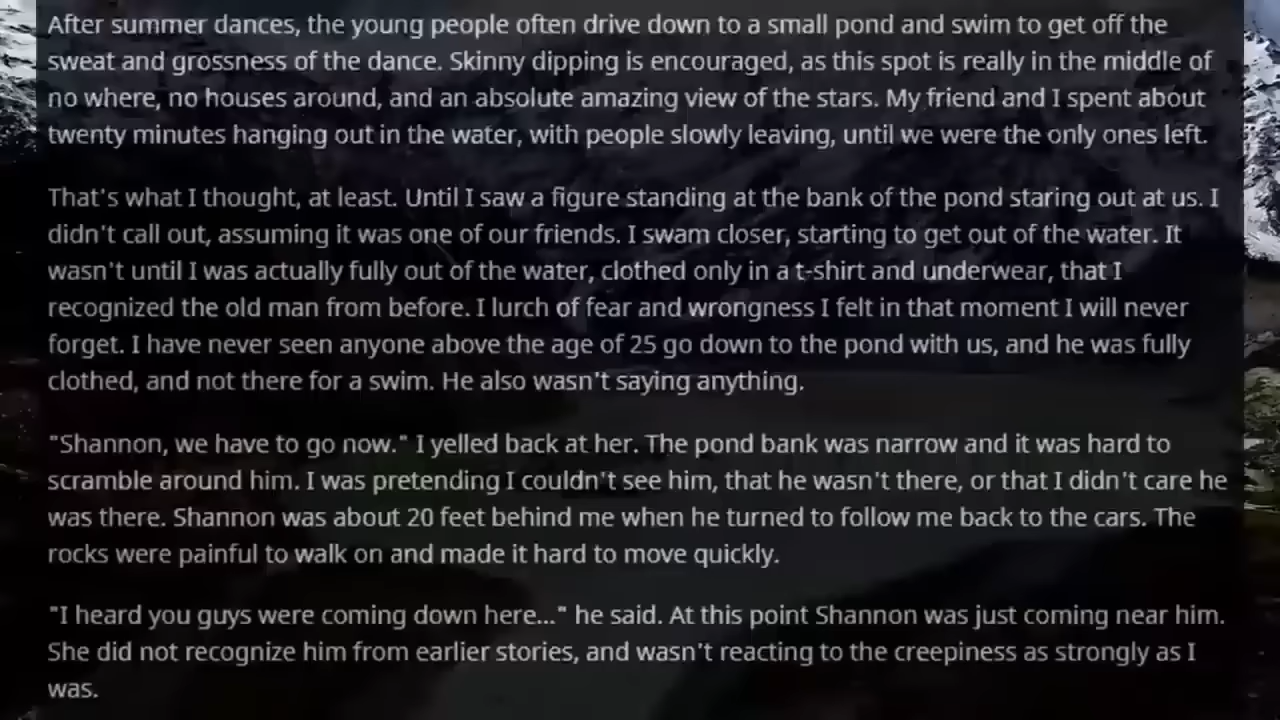 After summer dances, the young people often drive down to a small pond and swim to get off the
sweat and grossness of the dance. Skinny dipping is encouraged, as this spot is really in the middle of
no where, no houses around, and an absolute amazing view of the stars. My friend and I spent about
twenty minutes hanging out in the water, with people slowly leaving, until we were the only ones left.
That's what I thought, at least. Until I saw a figure standing at the bank of the pond staring out at us. I
didn't call out, assuming it was one of our friends. I swam closer, starting to get out of the water. It
wasn't until I was actually fully out of the water, clothed only in a t-shirt and underwear, that I
recognized the old man from before. I lurch of fear and wrongness I felt in that moment I will never
forget. I have never seen anyone above the age of 25 go down to the pond with us, and he was fully
clothed, and not there for a swim. He also wasn't saying anything.
"Shannon, we have to go now." I yelled back at her. The pond bank was narrow and it was hard to
scramble around him. I was pretending I couldn't see him, that he wasn't there, or that I didn't care he
was there. Shannon was about 20 feet behind me when he turned to follow me back to the cars. The
rocks were painful to walk on and made it hard to move quickly.
"I heard you guys were coming down here..." he said. At this point Shannon was just coming near him.
She did not recognize him from earlier stories, and wasn't reacting to the creepiness as strongly as I
was.